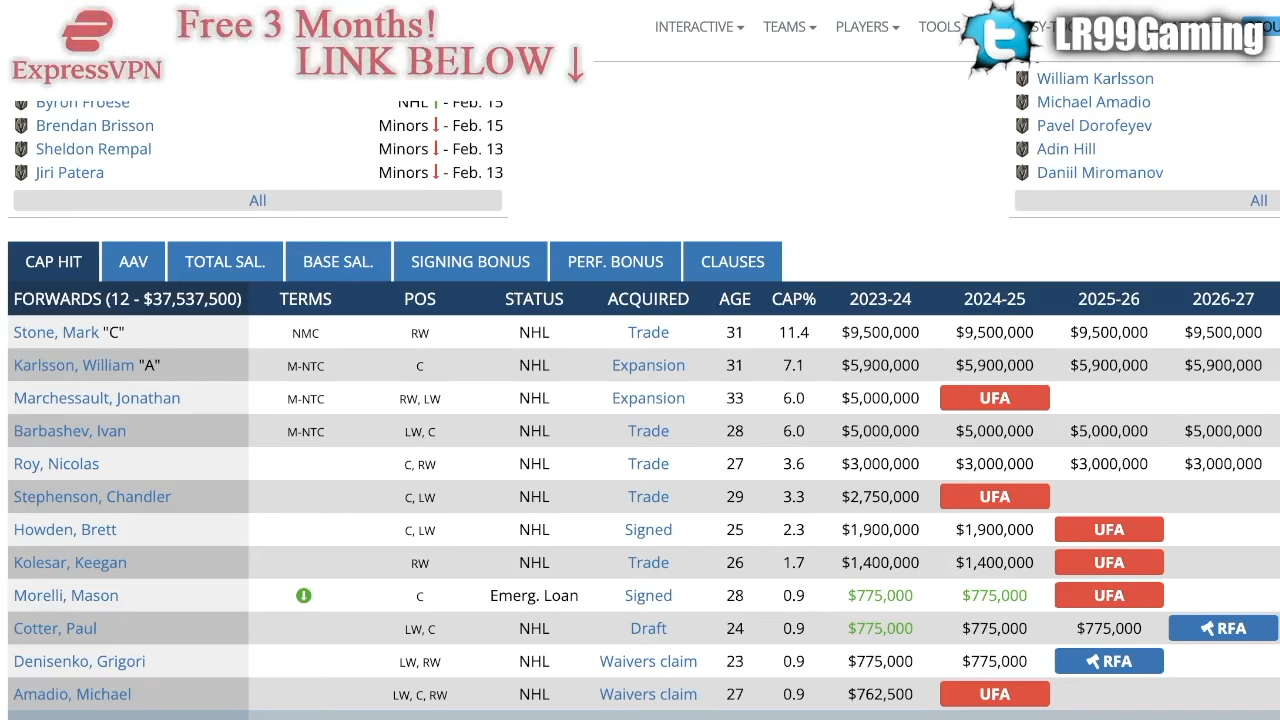 ExpressVPN
Free 3 Months!
LINK BELOW ↓
INTERACTIVE TEAMS PLAYERS TOOLS
LR99Gaming
Byron Froese NHL ↑ - Feb. 15
Brendan Brisson Minors ↓ - Feb. 15
Sheldon Rempal Minors ↓ - Feb. 13
Jiri Patera Minors ↓ - Feb. 13
All
William Karlsson
Michael Amadio
Pavel Dorofeyev
Adin Hill
Daniil Miromanov
All
CAP HIT AAV TOTAL SAL. BASE SAL. SIGNING BONUS PERF. BONUS CLAUSES
FORWARDS (12 - $37,537,500) TERMS POS STATUS ACQUIRED AGE CAP% 2023-24 2024-25 2025-26 2026-27
Stone, Mark "C" NMC RW NHL Trade 31 11.4 $9,500,000 $9,500,000 $9,500,000 $9,500,000
Karlsson, William "A" M-NTC C NHL Expansion 31 7.1 $5,900,000 $5,900,000 $5,900,000 $5,900,000
Marchessault, Jonathan M-NTC RW, LW NHL Expansion 33 6.0 $5,000,000 UFA
Barbashev, Ivan M-NTC LW, C NHL Trade 28 6.0 $5,000,000 $5,000,000 $5,000,000 $5,000,000
Roy, Nicolas C, RW NHL Trade 27 3.6 $3,000,000 $3,000,000 $3,000,000 $3,000,000
Stephenson, Chandler C, LW NHL Trade 29 3.3 $2,750,000 UFA
Howden, Brett C, LW NHL Signed 25 2.3 $1,900,000 $1,900,000 UFA
Kolesar, Keegan RW NHL Trade 26 1.7 $1,400,000 $1,400,000 UFA
Morelli, Mason C Emerg. Loan Signed 28 0.9 $775,000 $775,000 UFA
Cotter, Paul LW, C NHL Draft 24 0.9 $775,000 $775,000 $775,000 RFA
Denisenko, Grigori LW, RW NHL Waivers claim 23 0.9 $775,000 $775,000 RFA
Amadio, Michael LW, C, RW NHL Waivers claim 27 0.9 $762,500 UFA